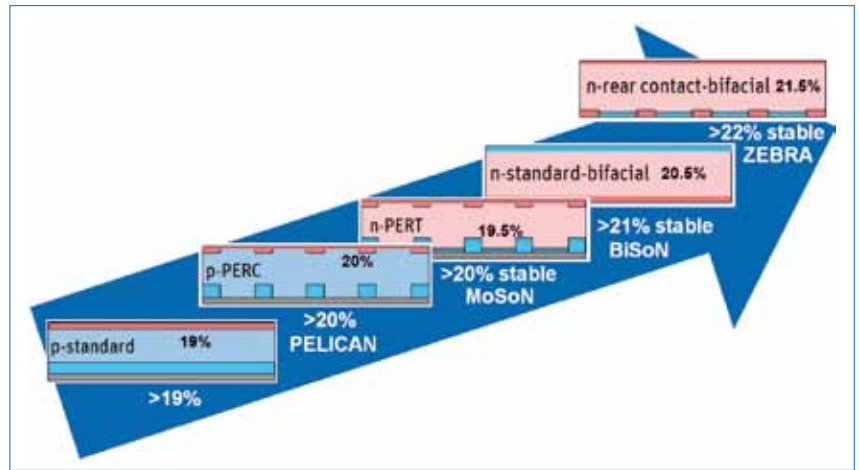 n-rear contact-bifacial 21.5%
>22% stable
ZEBRA
n-standard-bifacial 20.5%
>21% stable
BiSoN
n-PERT 19.5%
>20% stable
MoSoN
p-PERC 20%
>20%
PELICAN
p-standard 19%
>19%